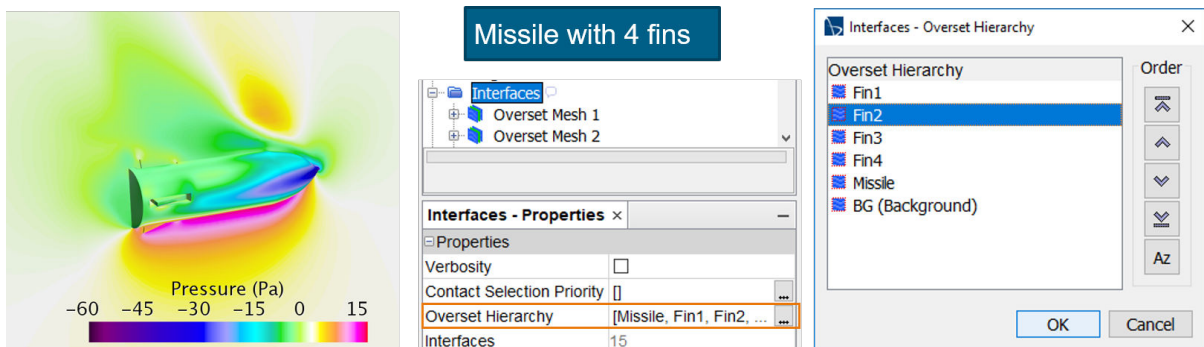 Missile with 4 fins
Pressure (Pa)
−60 −45 −30 −15 0 15
Interfaces
Overset Mesh 1
Overset Mesh 2
Interfaces - Properties ×
Properties
Verbosity
Contact Selection Priority [] ...
Overset Hierarchy [Missile, Fin1, Fin2, ... ...
Interfaces 15
Interfaces - Overset Hierarchy
Overset Hierarchy
Fin1
Fin2
Fin3
Fin4
Missile
BG (Background)
Order
Az
OK Cancel